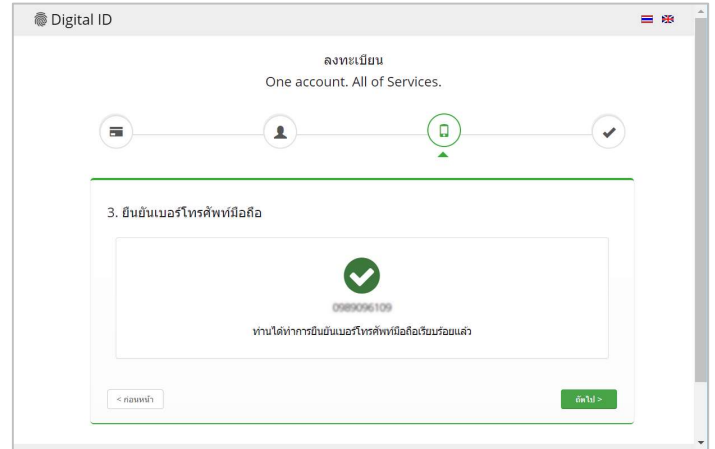 Digital ID
ลงทะเบียน
One account. All of Services.
3. ยืนยันเบอร์โทรศัพท์มือถือ
ท่านได้ทำการยืนยันเบอร์โทรศัพท์มือถือเรียบร้อยแล้ว
< ก่อนหน้า
ถัดไป >